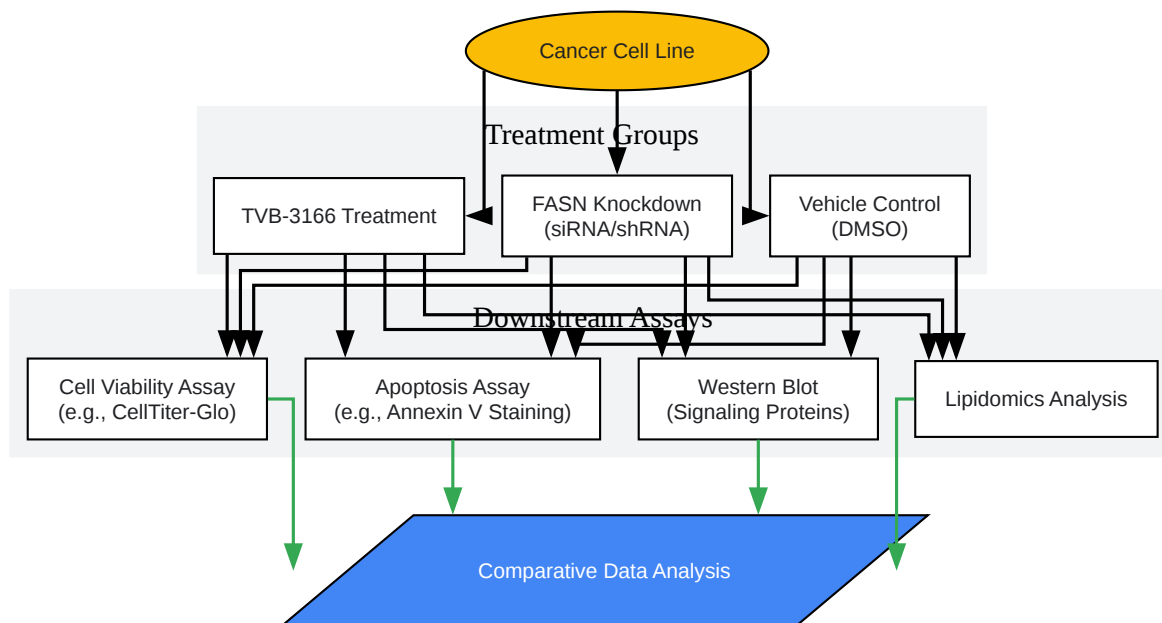 Cancer Cell Line
Treatment Groups
TVB-3166 Treatment
FASN Knockdown
(siRNA/shRNA)
Vehicle Control
(DMSO)
Downstream Assays
Cell Viability Assay
(e.g., CellTiter-Glo)
Apoptosis Assay
(e.g., Annexin V Staining)
Western Blot
(Signaling Proteins)
Lipidomics Analysis
Comparative Data Analysis